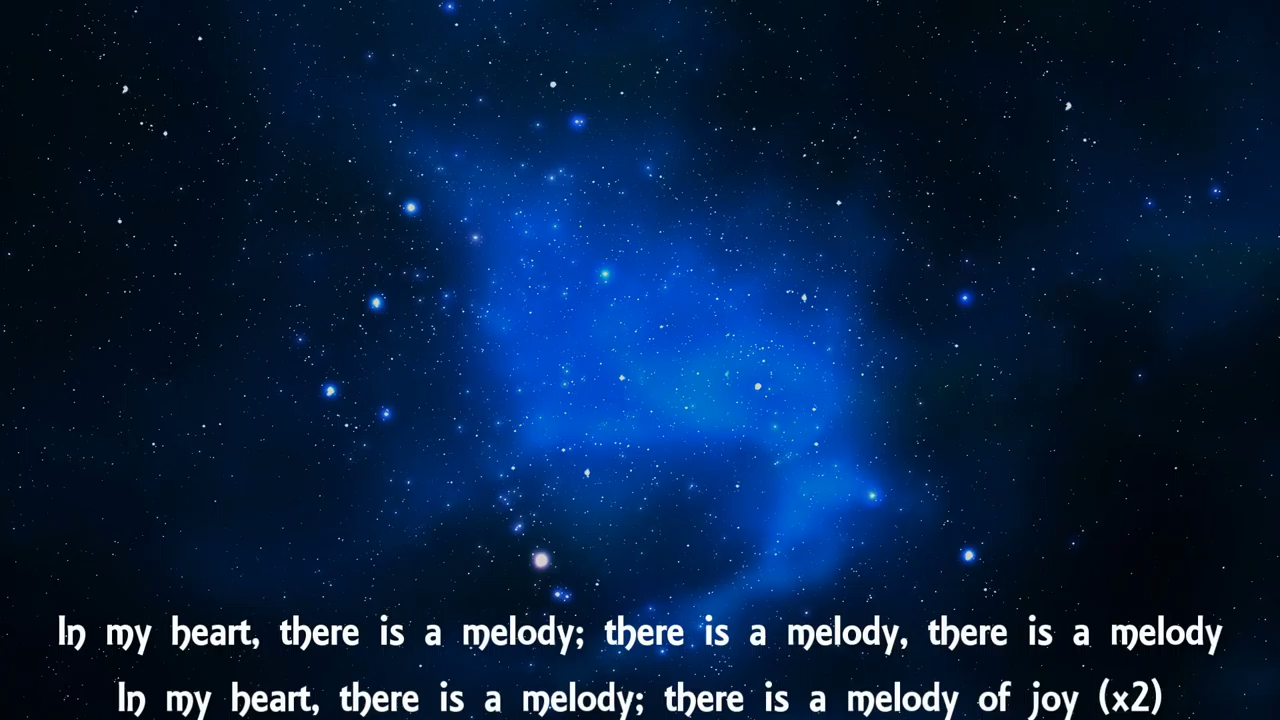 In my heart, there is a melody; there is a melody, there is a melody
In my heart, there is a melody; there is a melody of joy (x2)